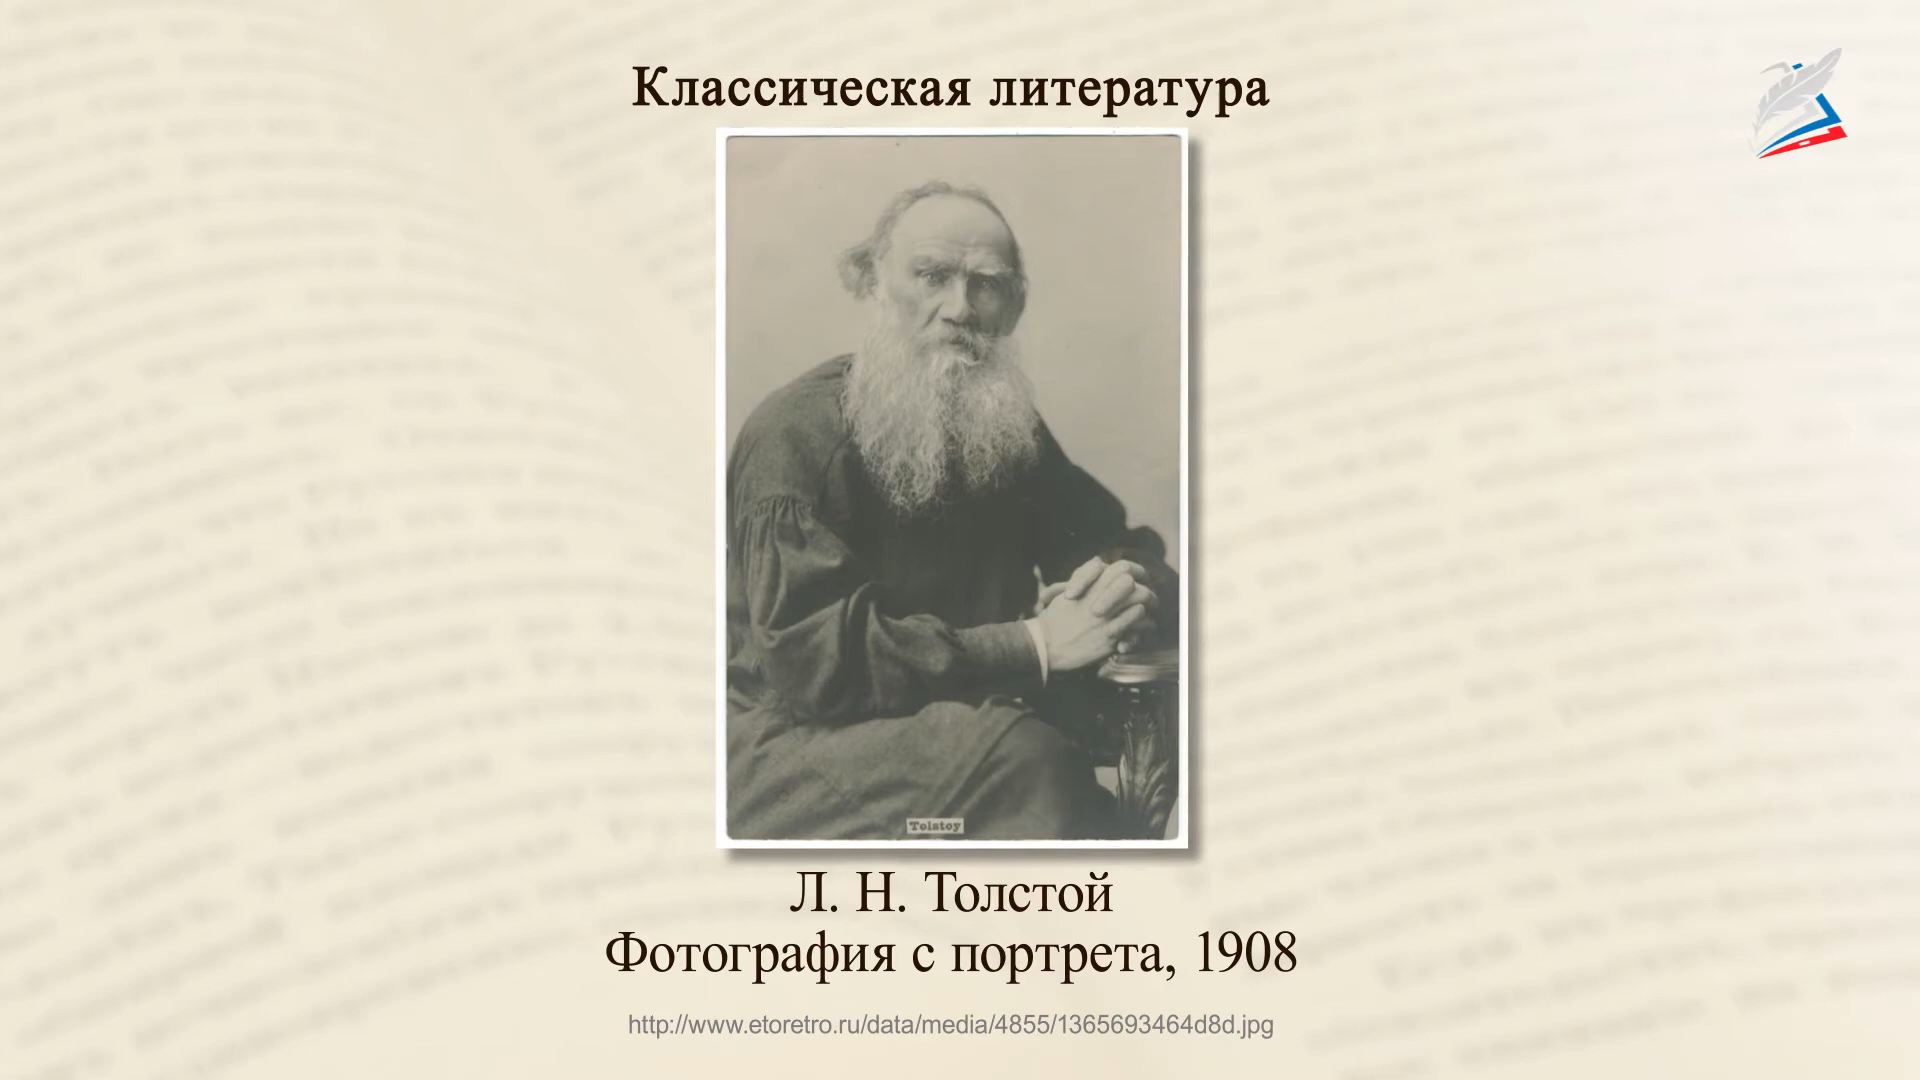 Классическая литература
Tolstoy
Л. Н. Толстой
Фотография с портрета, 1908
http://www.etoretro.ru/data/media/4855/1365693464d8d.jpg